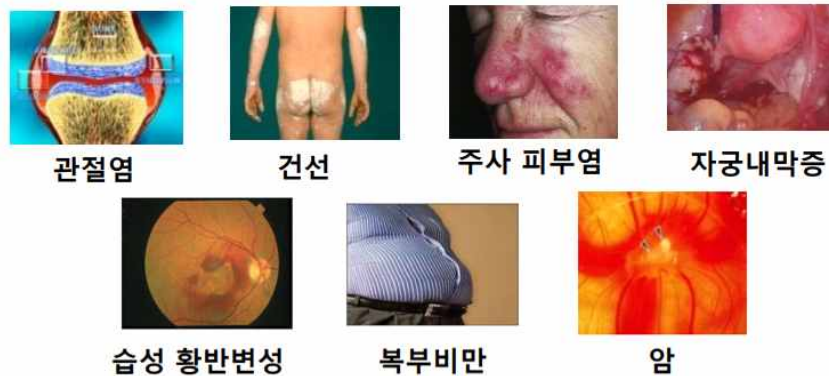 관절염
건선
주사 피부염
자궁내막증
습성 황반변성
복부비만
암